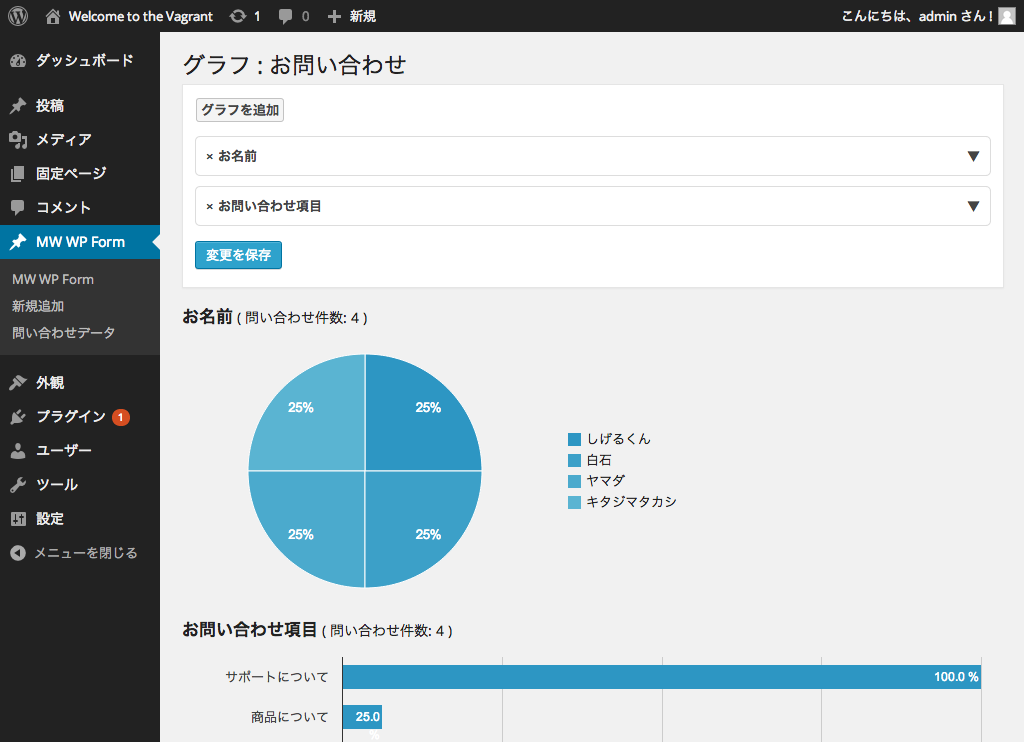 Welcome to the Vagrant 1 0 新規 こんにちは、admin さん !
ダッシュボード
投稿
メディア
固定ページ
コメント
MW WP Form
MW WP Form
新規追加
問い合わせデータ
外観
プラグイン 1
ユーザー
ツール
設定
メニューを閉じる
グラフ : お問い合わせ
グラフを追加
× お名前 ▼
× お問い合わせ項目 ▼
変更を保存
お名前 ( 問い合わせ件数: 4 )
25% 25%
25% 25%
しげるくん
白石
ヤマダ
キタジマタカシ
お問い合わせ項目 ( 問い合わせ件数: 4 )
サポートについて 100.0 %
商品について 25.0
%